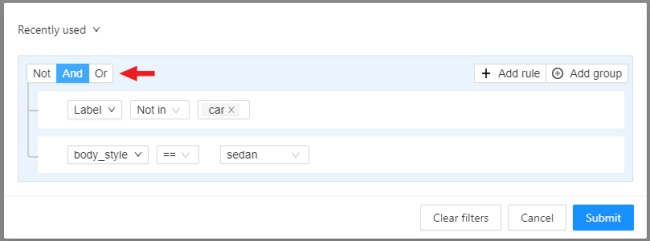 Recently used
Not And Or + Add rule Add group
Label Not in car ×
body_style == sedan
Clear filters Cancel Submit